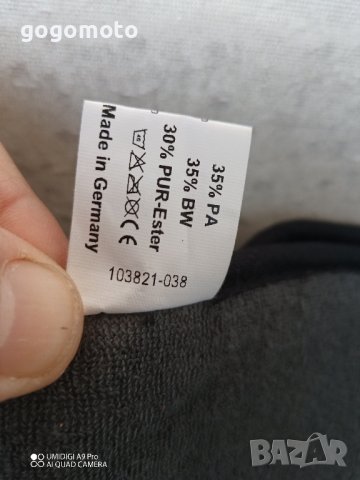 gogomoto
35% PA
35% BW
30% PUR-Ester
CE
Made in Germany
103821-038
UMIDIGI A9 Pro
AI QUAD CAMERA
BAZAR